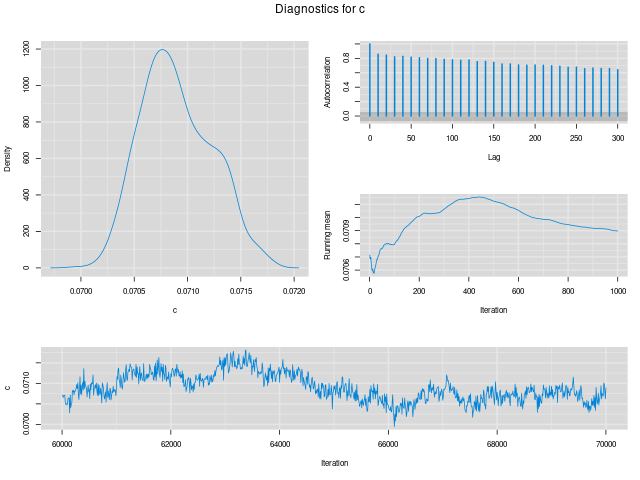 Diagnostics for c
Density
0 200 400 600 800 1000 1200
0.0700 0.0705 0.0710 0.0715 0.0720
c
Autocorrelation
0.0 0.4 0.8
0 50 100 150 200 250 300
Lag
Running mean
0.0706 0.0709
0 200 400 600 800 1000
Iteration
c
0.0700 0.0710
60000 62000 64000 66000 68000 70000
Iteration